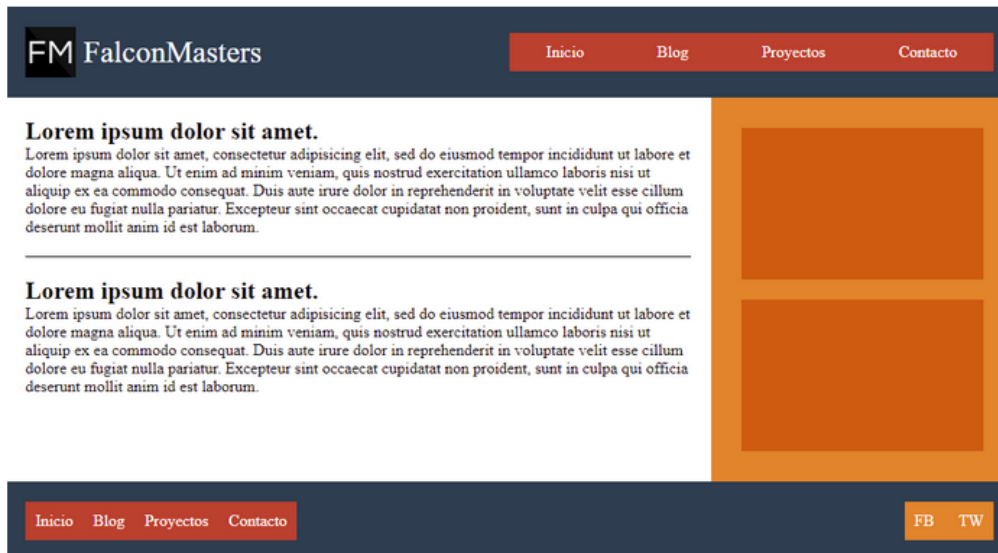 FM FalconMasters
Inicio Blog Proyectos Contacto
Lorem ipsum dolor sit amet.
Lorem ipsum dolor sit amet, consectetur adipisicing elit, sed do eiusmod tempor incididunt ut labore et
dolore magna aliqua. Ut enim ad minim veniam, quis nostrud exercitation ullamco laboris nisi ut
aliquip ex ea commodo consequat. Duis aute irure dolor in reprehenderit in voluptate velit esse cillum
dolore eu fugiat nulla pariatur. Excepteur sint occaecat cupidatat non proident, sunt in culpa qui officia
deserunt mollit anim id est laborum.
Lorem ipsum dolor sit amet.
Lorem ipsum dolor sit amet, consectetur adipisicing elit, sed do eiusmod tempor incididunt ut labore et
dolore magna aliqua. Ut enim ad minim veniam, quis nostrud exercitation ullamco laboris nisi ut
aliquip ex ea commodo consequat. Duis aute irure dolor in reprehenderit in voluptate velit esse cillum
dolore eu fugiat nulla pariatur. Excepteur sint occaecat cupidatat non proident, sunt in culpa qui officia
deserunt mollit anim id est laborum.
Inicio Blog Proyectos Contacto
FB TW